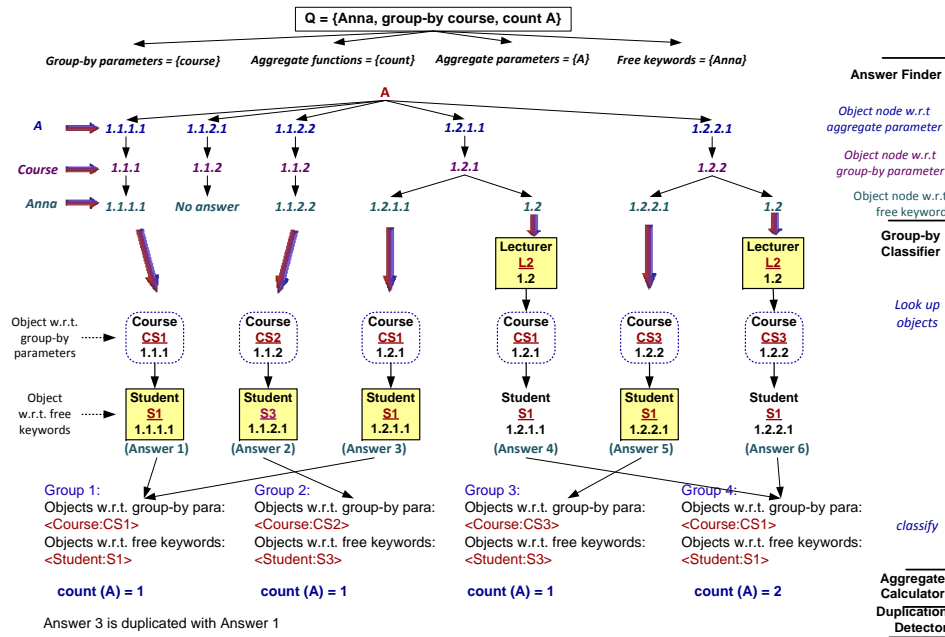 Q = {Anna, group-by course, count A}
Group-by parameters = {course}
Aggregate functions = {count}
Aggregate parameters = {A}
Free keywords = {Anna}
Answer Finder
A
A
1.1.1.1
1.1.2.1
1.1.2.2
1.2.1.1
1.2.2.1
Object node w.r.t
aggregate parameter
Course
1.1.1
1.1.2
1.1.2
1.2.1
1.2.2
Object node w.r.t
group-by parameter
Anna
1.1.1.1
No answer
1.1.2.2
1.2.1.1
1.2
1.2.2.1
1.2
Object node w.r.t
free keyword
Group-by
Classifier
Lecturer
L2
1.2
Lecturer
L2
1.2
Look up
objects
Object w.r.t.
group-by
parameters
Course
CS1
1.1.1
Course
CS2
1.1.2
Course
CS1
1.2.1
Course
CS1
1.2.1
Course
CS3
1.2.2
Course
CS3
1.2.2
Object
w.r.t. free
keywords
Student
S1
1.1.1.1
Student
S3
1.1.2.1
Student
S1
1.2.1.1
Student
S1
1.2.1.1
Student
S1
1.2.2.1
Student
S1
1.2.2.1
(Answer 1)
(Answer 2)
(Answer 3)
(Answer 4)
(Answer 5)
(Answer 6)
Group 1:
Objects w.r.t. group-by para:
<Course:CS1>
Objects w.r.t. free keywords:
<Student:S1>
count (A) = 1
Group 2:
Objects w.r.t. group-by para:
<Course:CS2>
Objects w.r.t. free keywords:
<Student:S3>
count (A) = 1
Group 3:
Objects w.r.t. group-by para:
<Course:CS3>
Objects w.r.t. free keywords:
<Student:S3>
count (A) = 1
Group 4:
Objects w.r.t. group-by para:
<Course:CS1>
Objects w.r.t. free keywords:
<Student:S1>
count (A) = 2
classify
Aggregate
Calculator
Duplication
Detector
Answer 3 is duplicated with Answer 1